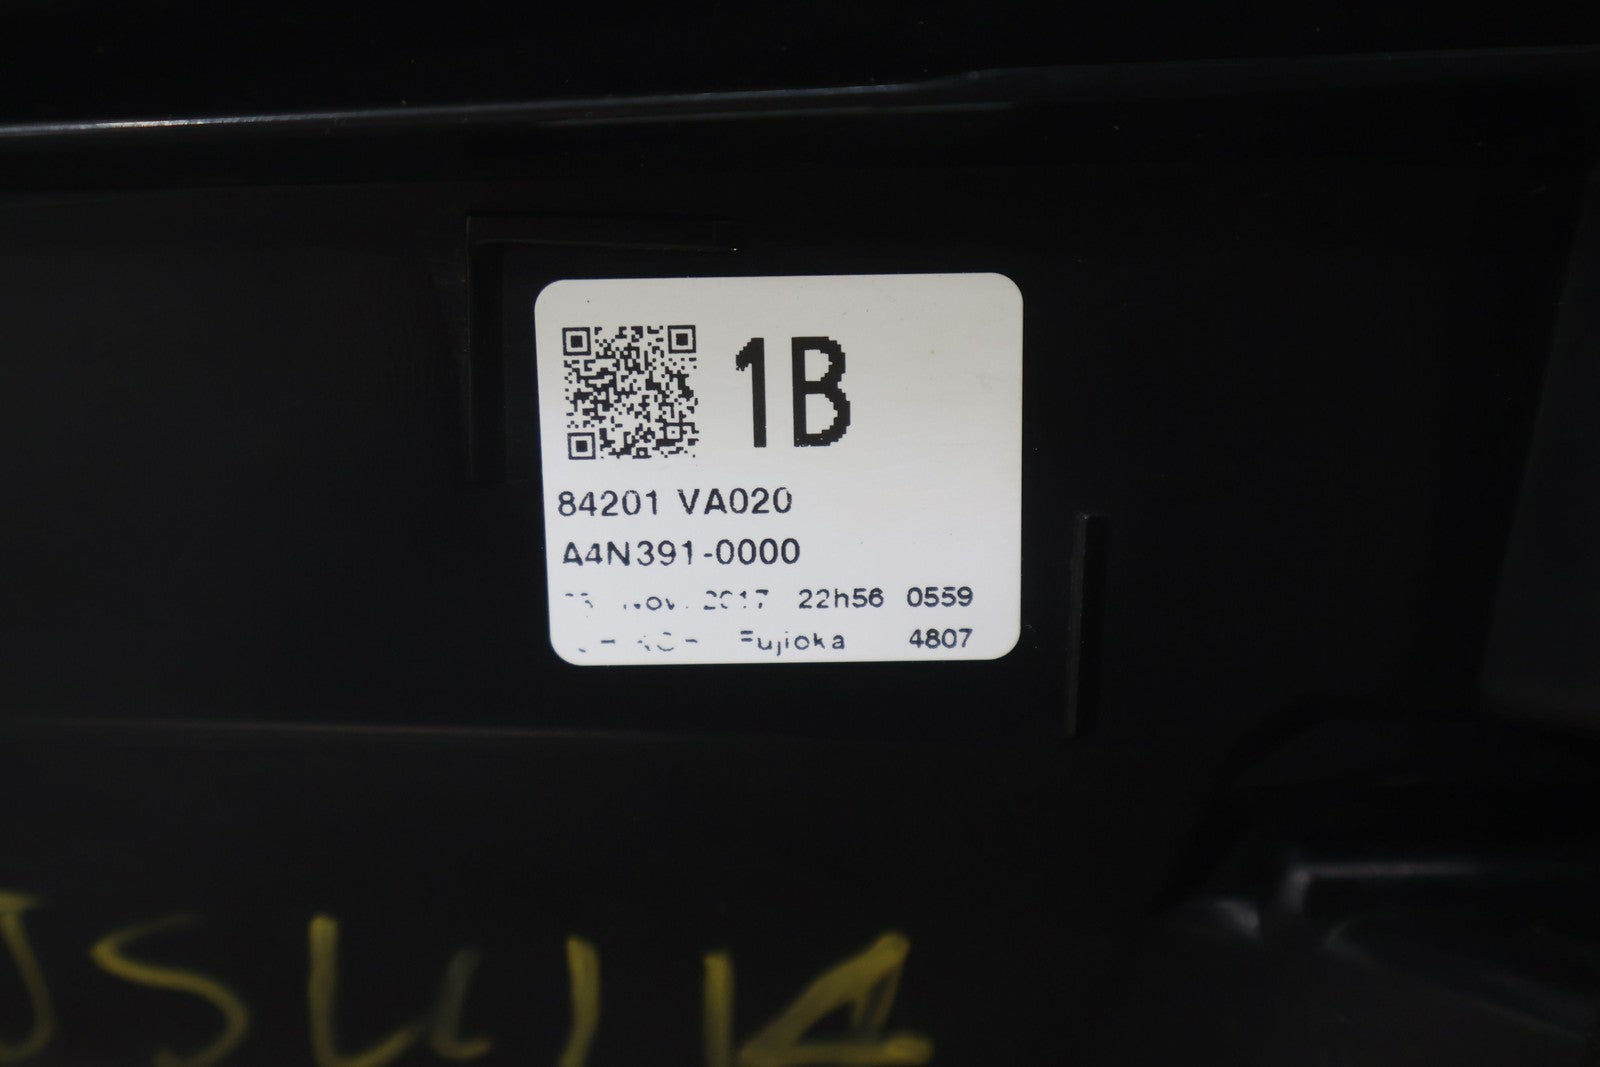 1B
84201 VA020
A4N391-0000
Nov. 2017 22h56 0559
Fujioka 4807